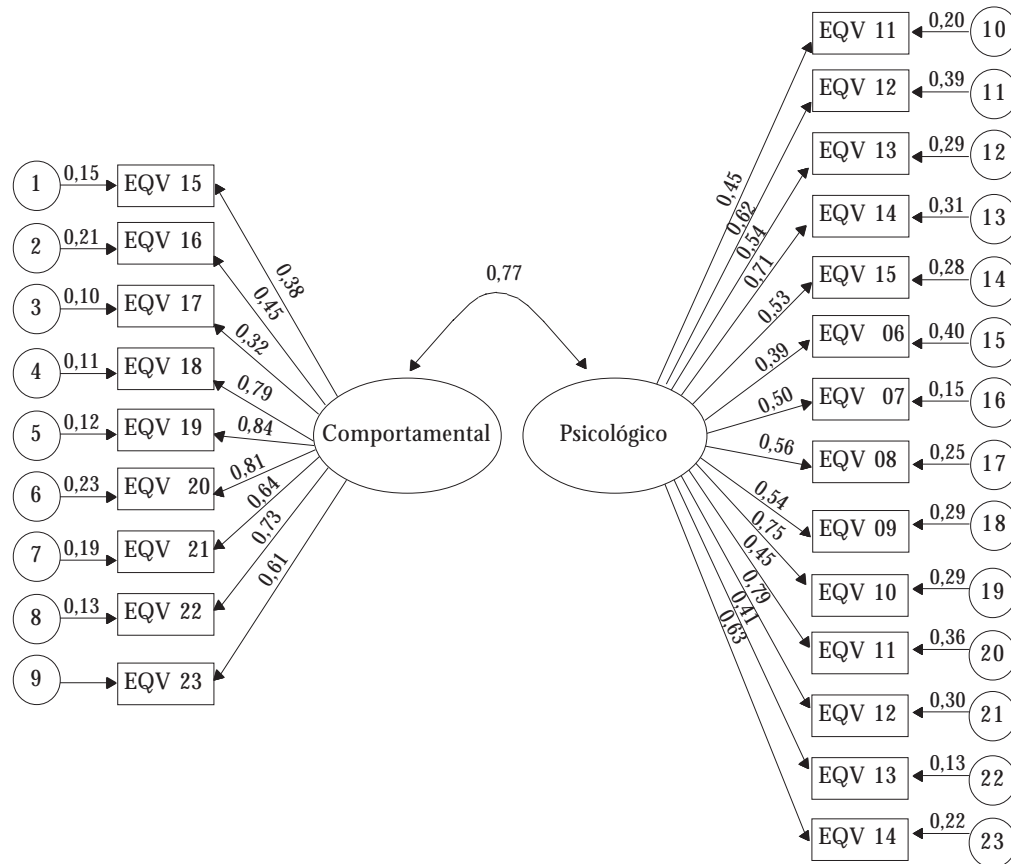 1
0,15
EQV 15
2
0,21
EQV 16
3
0,10
EQV 17
4
0,11
EQV 18
5
0,12
EQV 19
6
0,23
EQV 20
7
0,19
EQV 21
8
0,13
EQV 22
9
EQV 23
0,38
0,45
0,32
0,79
0,84
0,81
0,64
0,73
0,61
Comportamental
0,77
Psicológico
0,45
0,62
0,54
0,71
0,53
0,39
0,50
0,56
0,54
0,75
0,45
0,79
0,41
0,63
EQV 11
0,20
10
EQV 12
0,39
11
EQV 13
0,29
12
EQV 14
0,31
13
EQV 15
0,28
14
EQV 06
0,40
15
EQV 07
0,15
16
EQV 08
0,25
17
EQV 09
0,29
18
EQV 10
0,29
19
EQV 11
0,36
20
EQV 12
0,30
21
EQV 13
0,13
22
EQV 14
0,22
23